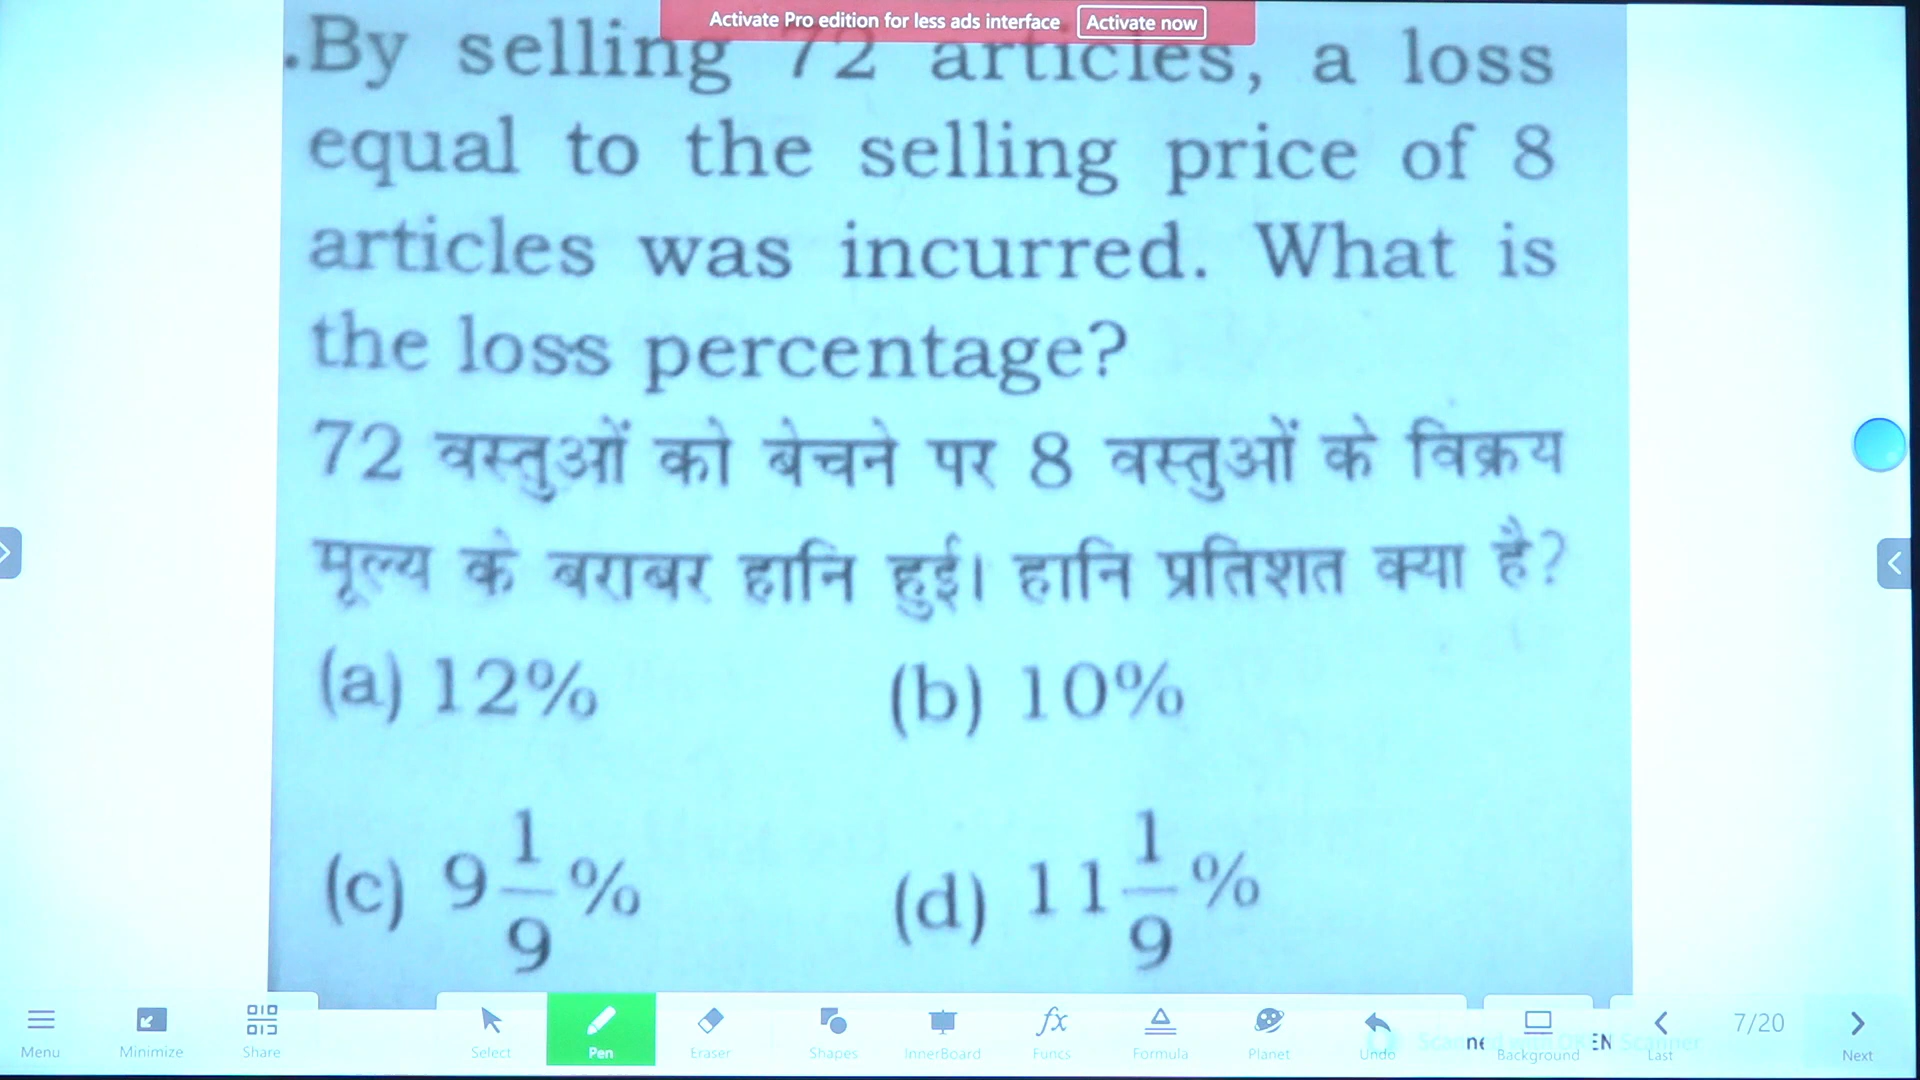 Activate Pro edition for less ads interface Activate now
.By selling 72 articles, a loss
equal to the selling price of 8
articles was incurred. What is
the loss percentage?
72 वस्तुओं को बेचने पर 8 वस्तुओं के विक्रय
मूल्य के बराबर हानि हुई। हानि प्रतिशत क्या है?
(a) 12% (b) 10%
(c) 9 1/9 % (d) 11 1/9 %
Menu Minimize Share Select Pen Eraser Shapes InnerBoard Funcs Formula Planet Undo Background EN Last 7/20 Next